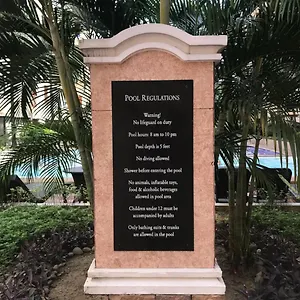 POOL REGULATIONS
Warning!
No lifeguard on duty
Pool hours: 8 am to 10 pm
Pool depth is 5 feet
No diving allowed
Shower before entering the pool
No animals, inflatable toys,
food & alcoholic beverages
allowed in pool area
Children under 12 must be
accompanied by adults
Only bathing suits & trunks
are allowed in the pool